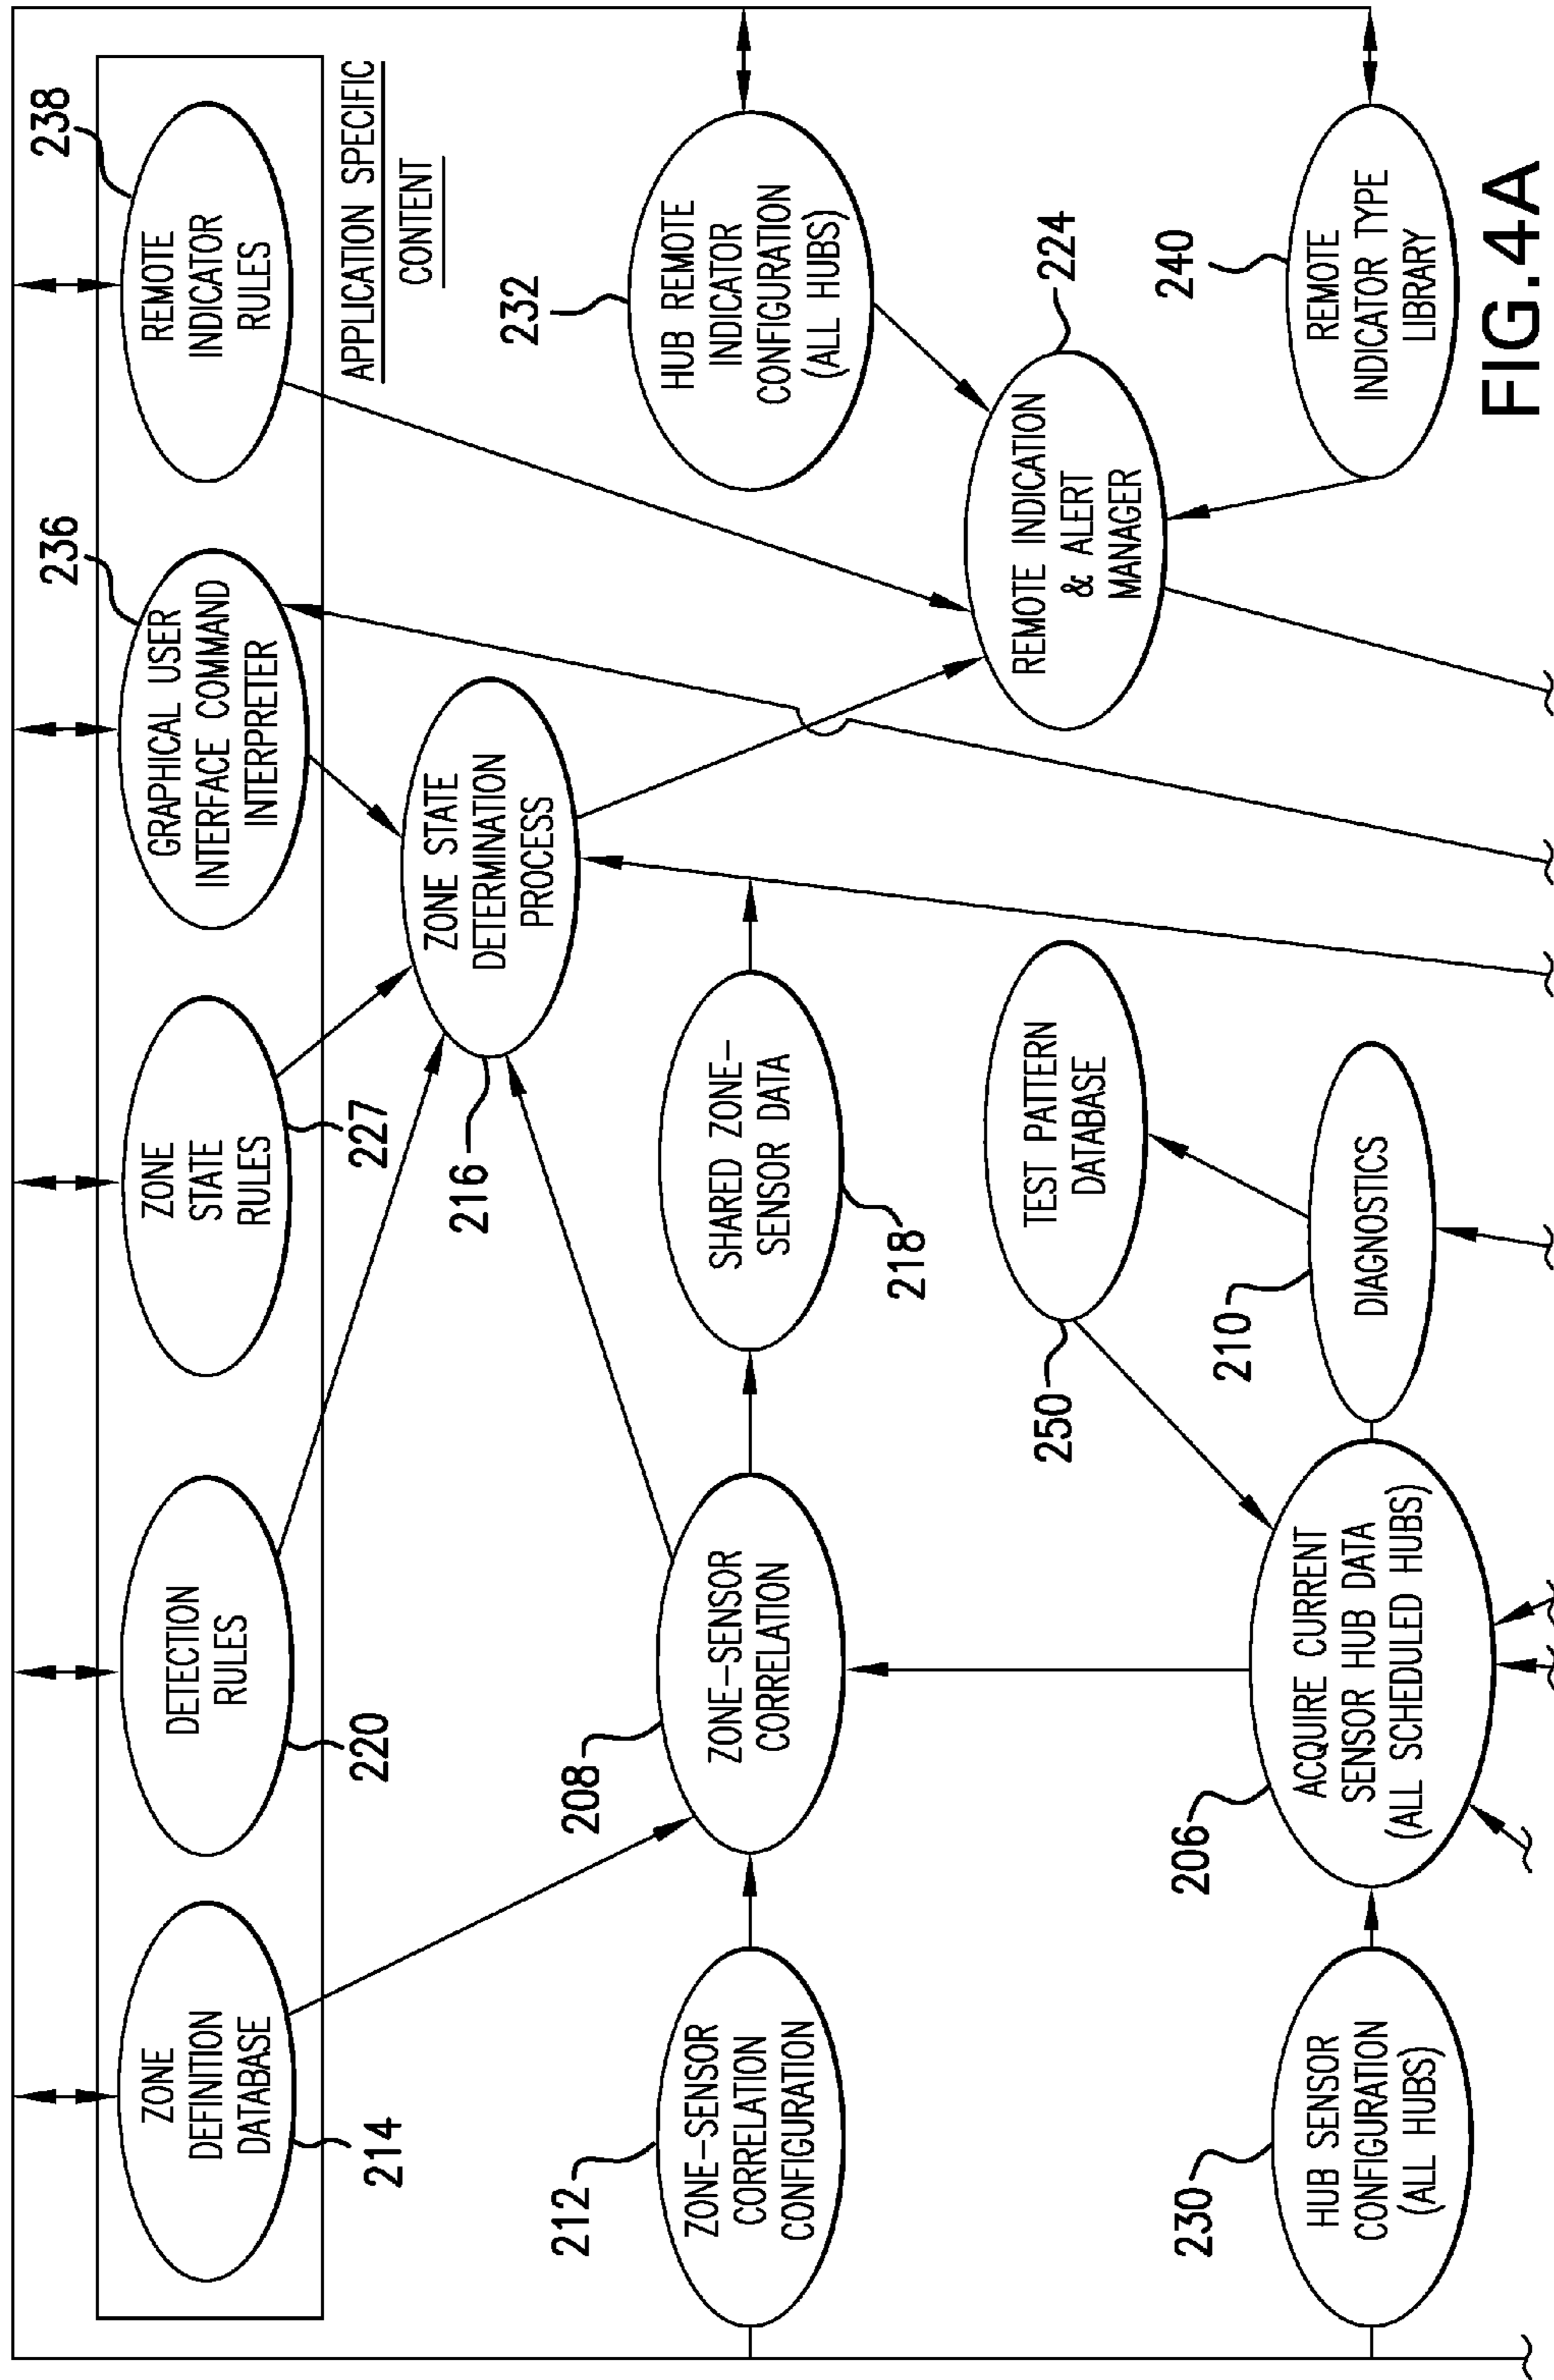 ZONE
DEFINITION
DATABASE
214
DETECTION
RULES
220
ZONE
STATE
RULES
227
GRAPHICAL USER
INTERFACE COMMAND
INTERPRETER
236
REMOTE
INDICATOR
RULES
238
APPLICATION SPECIFIC
CONTENT
ZONE STATE
DETERMINATION
PROCESS
216
212
ZONE-SENSOR
CORRELATION
CONFIGURATION
208
ZONE-SENSOR
CORRELATION
SHARED ZONE-
SENSOR DATA
218
232
HUB REMOTE
INDICATOR
CONFIGURATION
(ALL HUBS)
TEST PATTERN
DATABASE
250
REMOTE INDICATION
& ALERT
MANAGER
224
230
HUB SENSOR
CONFIGURATION
(ALL HUBS)
206
ACQUIRE CURRENT
SENSOR HUB DATA
(ALL SCHEDULED HUBS)
210
DIAGNOSTICS
240
REMOTE
INDICATOR TYPE
LIBRARY
FIG.4A